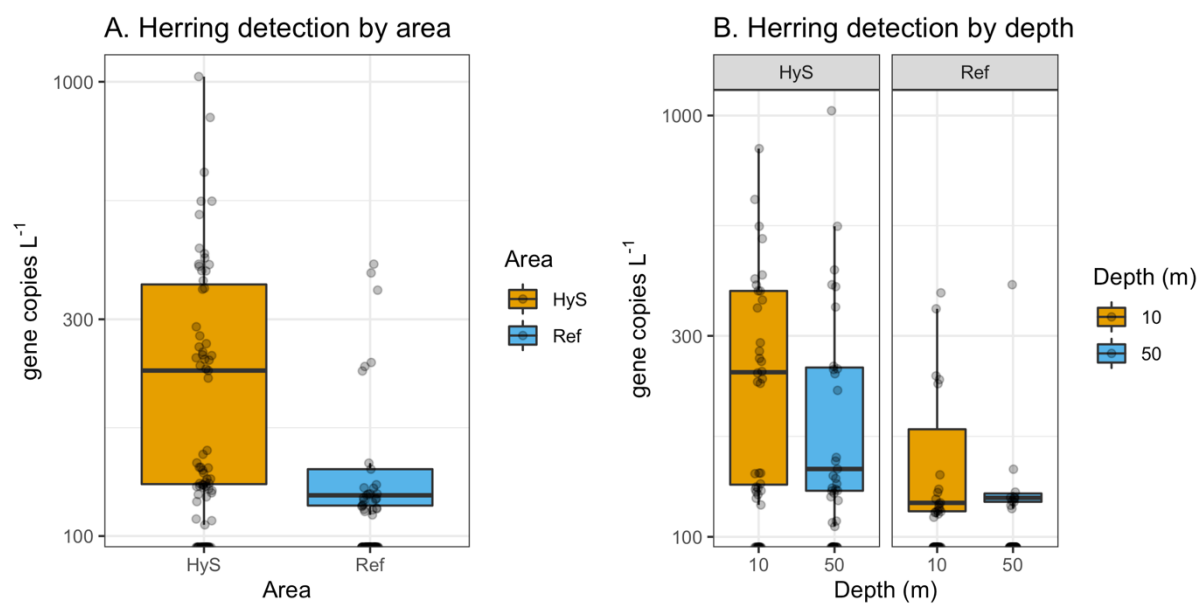 A. Herring detection by area
1000
300
100
gene copies L⁻¹
HyS
Ref
Area
Area
HyS
Ref
B. Herring detection by depth
HyS
Ref
1000
300
100
gene copies L⁻¹
10
50
10
50
Depth (m)
Depth (m)
10
50